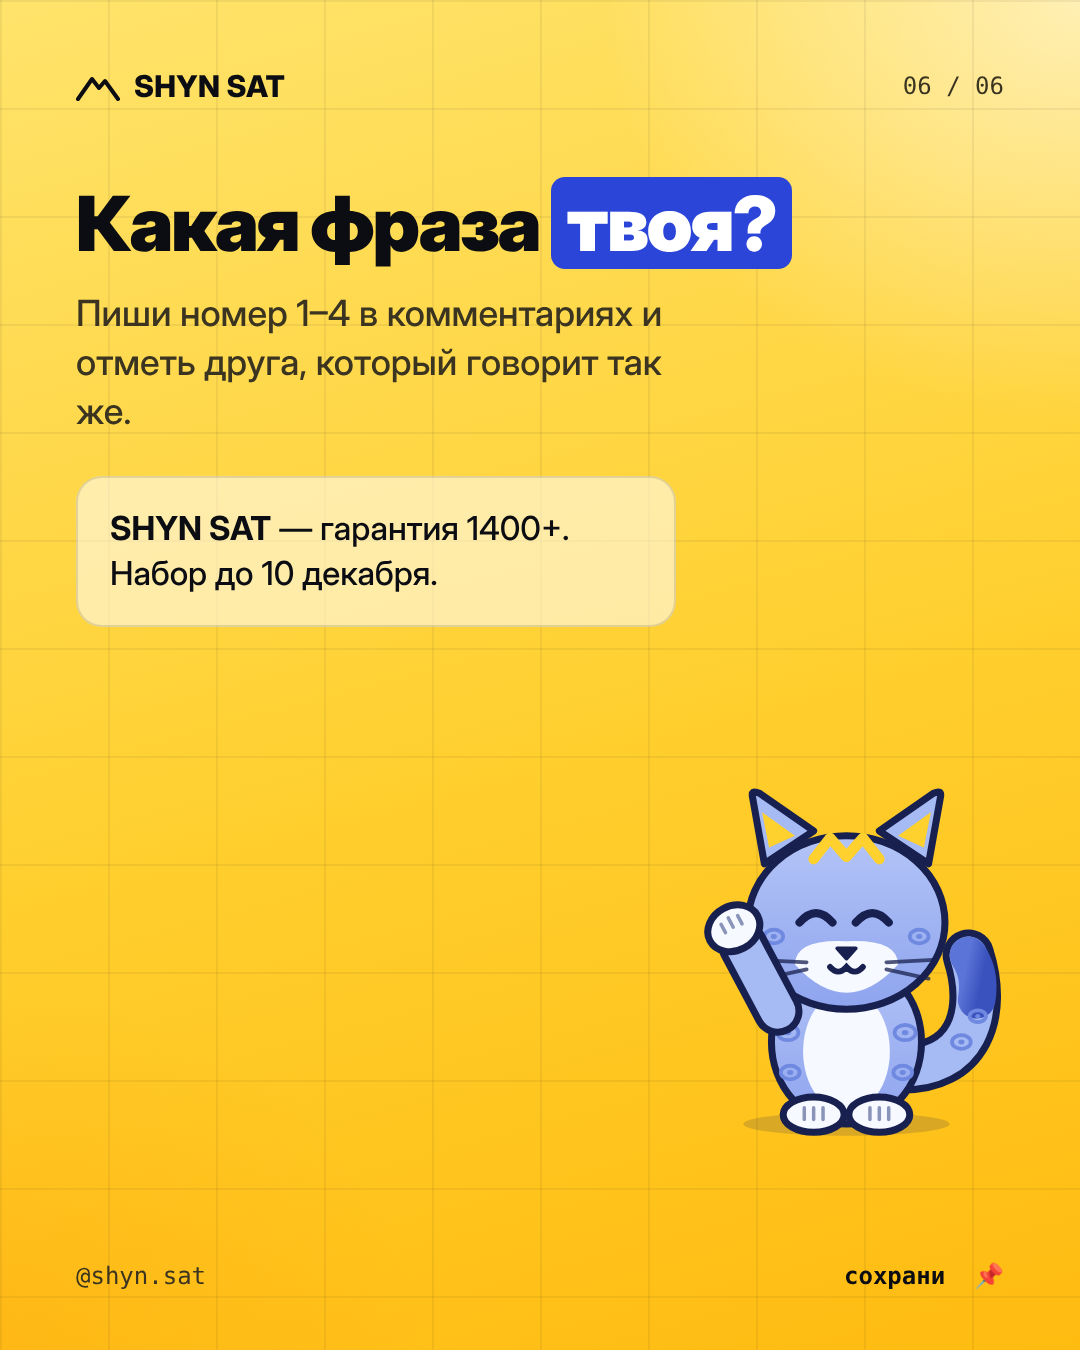 SHYN SAT
06 / 06
Какая фраза твоя?
Пиши номер 1–4 в комментариях и
отметь друга, который говорит так
же.
SHYN SAT — гарантия 1400+.
Набор до 10 декабря.
@shyn.sat
сохрани 📌